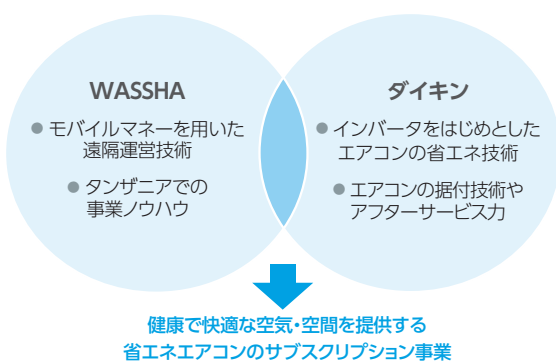 WASSHA
● モバイルマネーを用いた
遠隔運営技術
● タンザニアでの
事業ノウハウ
ダイキン
● インバータをはじめとした
エアコンの省エネ技術
● エアコンの据付技術や
アフターサービス力
健康で快適な空気・空間を提供する
省エネエアコンのサブスクリプション事業